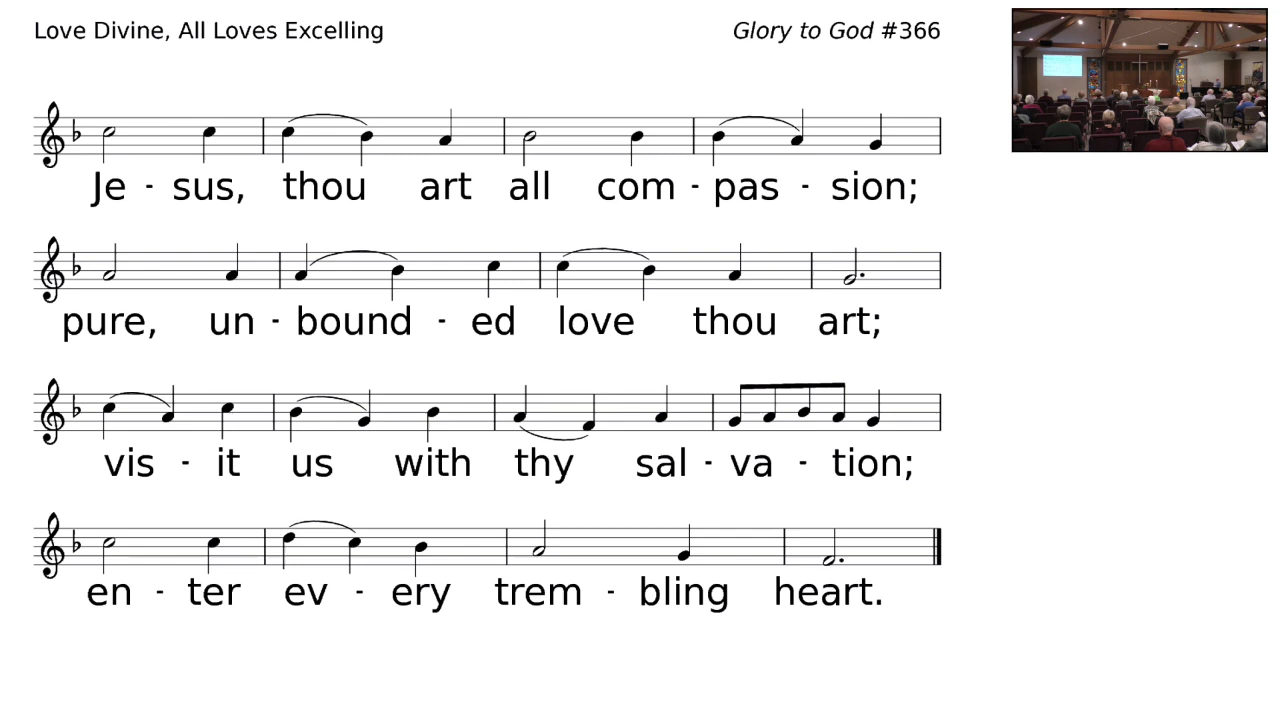 Love Divine, All Loves Excelling Glory to God #366
Je - sus, thou art all com - pas - sion;
pure, un - bound - ed love thou art;
vis - it us with thy sal - va - tion;
en - ter ev - ery trem - bling heart.